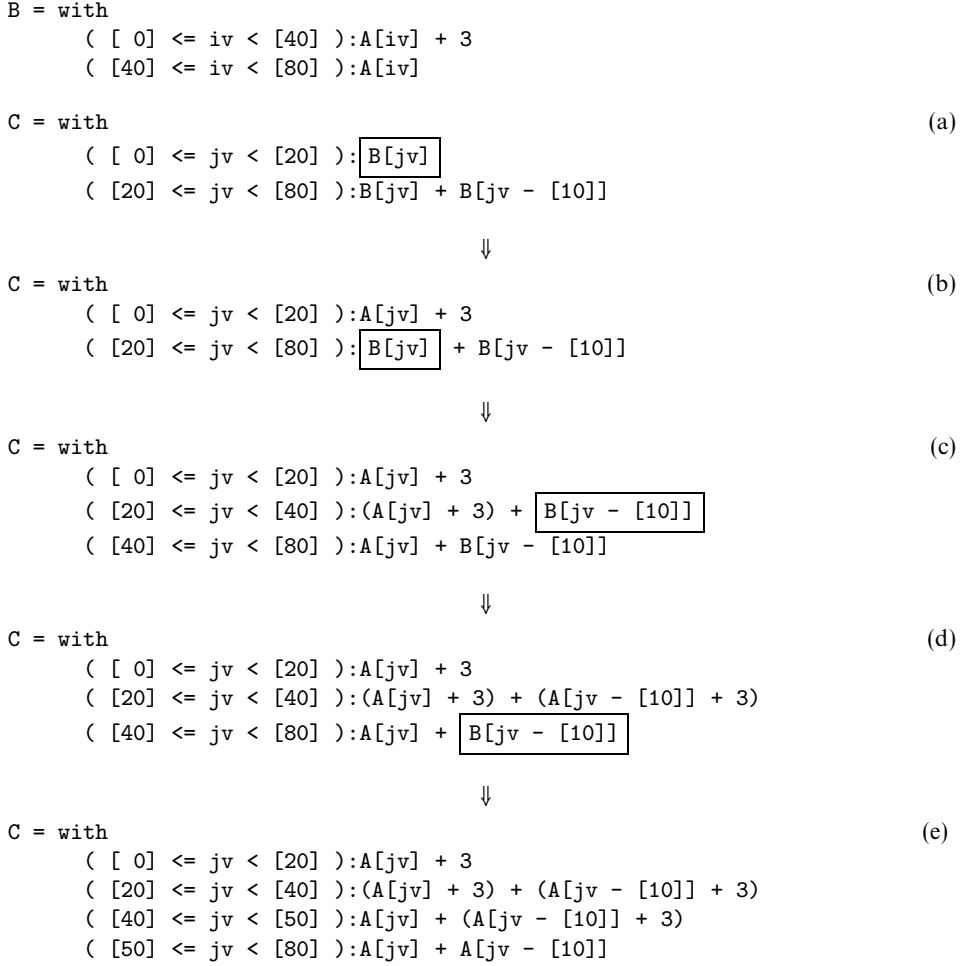 B = with
( [ 0] <= iv < [40] ):A[iv] + 3
( [40] <= iv < [80] ):A[iv]
C = with (a)
( [ 0] <= jv < [20] ): B[jv]
( [20] <= jv < [80] ):B[jv] + B[jv - [10]]
⇓
C = with (b)
( [ 0] <= jv < [20] ):A[jv] + 3
( [20] <= jv < [80] ): B[jv] + B[jv - [10]]
⇓
C = with (c)
( [ 0] <= jv < [20] ):A[jv] + 3
( [20] <= jv < [40] ):(A[jv] + 3) + B[jv - [10]]
( [40] <= jv < [80] ):A[jv] + B[jv - [10]]
⇓
C = with (d)
( [ 0] <= jv < [20] ):A[jv] + 3
( [20] <= jv < [40] ):(A[jv] + 3) + (A[jv - [10]] + 3)
( [40] <= jv < [80] ):A[jv] + B[jv - [10]]
⇓
C = with (e)
( [ 0] <= jv < [20] ):A[jv] + 3
( [20] <= jv < [40] ):(A[jv] + 3) + (A[jv - [10]] + 3)
( [40] <= jv < [50] ):A[jv] + (A[jv - [10]] + 3)
( [50] <= jv < [80] ):A[jv] + A[jv - [10]]